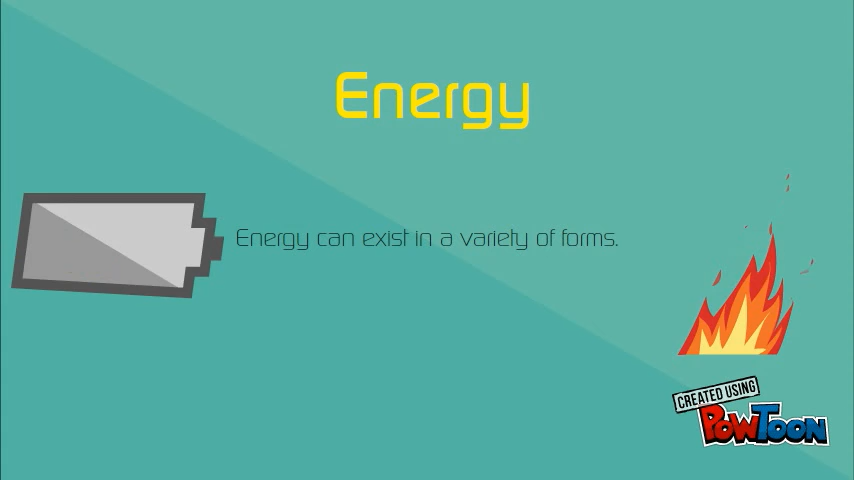 Energy
Energy can exist in a variety of forms.
CREATED USING
POWTOON